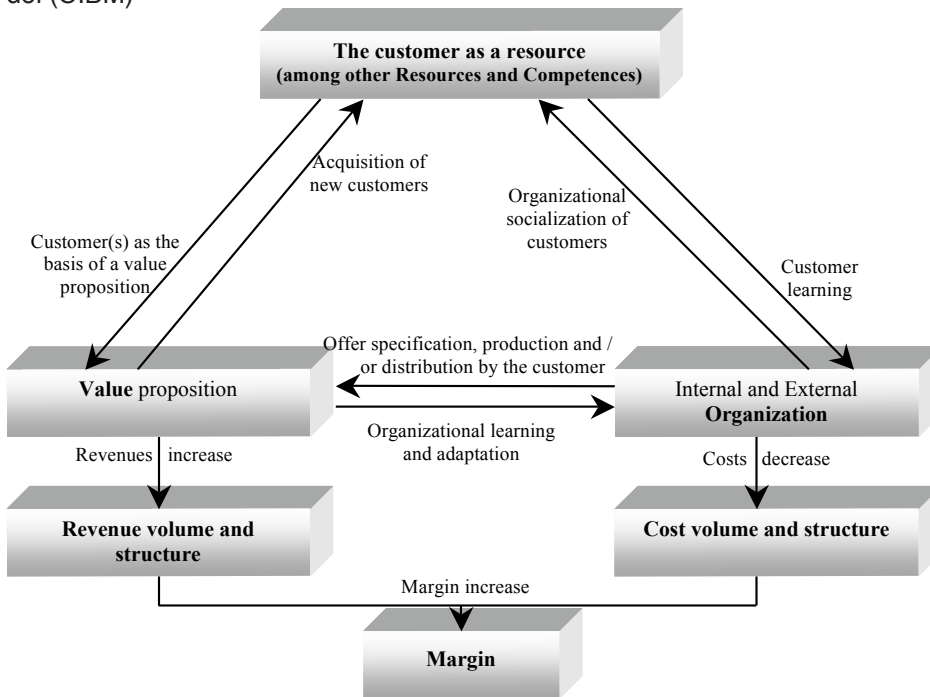 del (CIBM)
The customer as a resource
(among other Resources and Competences)
Acquisition of
new customers
Organizational
socialization of
customers
Customer(s) as the
basis of a value
proposition
Customer
learning
Offer specification, production and /
or distribution by the customer
Value proposition
Internal and External
Organization
Organizational learning
and adaptation
Revenues increase
Costs decrease
Revenue volume and
structure
Cost volume and structure
Margin increase
Margin